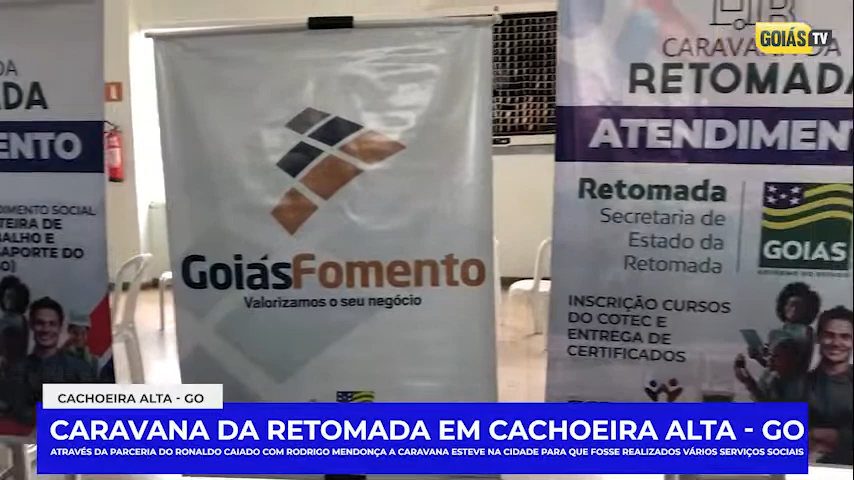 GOIÁS TV
DA
ADA
ENTO
DIMENTO SOCIAL
TEIRA DE
ALHO E
SAPORTE DO
GoiásFomento
Valorizamos o seu negócio
CARAVANA DA
RETOMADA
ATENDIMENT
Retomada
Secretaria de
Estado da
Retomada
GOIÁS
INSCRIÇÃO CURSOS
DO COTEC E
ENTREGA DE
CERTIFICADOS
CACHOEIRA ALTA - GO
CARAVANA DA RETOMADA EM CACHOEIRA ALTA - GO
ATRAVÉS DA PARCERIA DO RONALDO CAIADO COM RODRIGO MENDONÇA A CARAVANA ESTEVE NA CIDADE PARA QUE FOSSE REALIZADOS VÁRIOS SERVIÇOS SOCIAIS